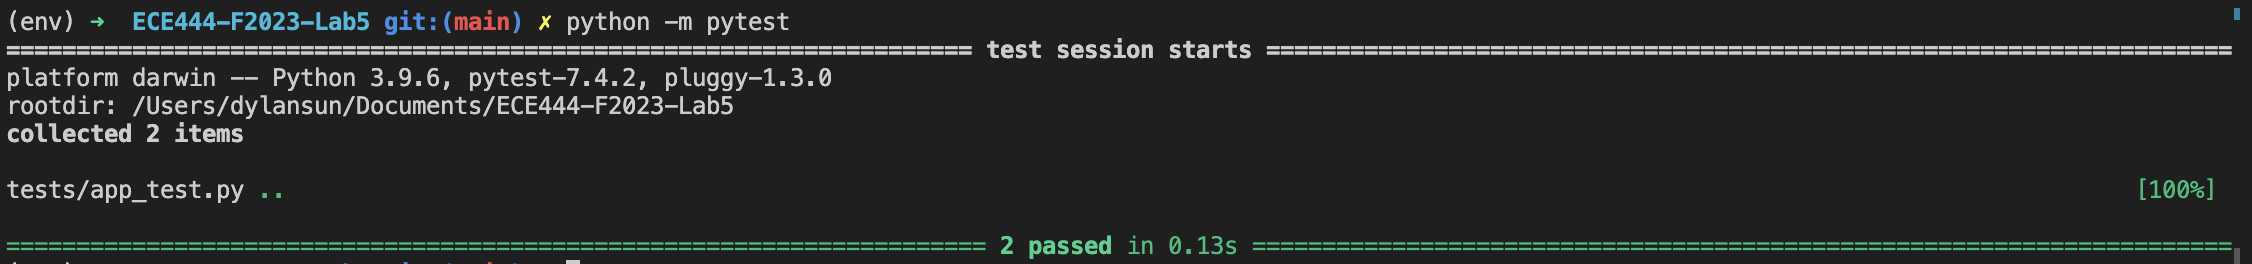 (env) ➜  ECE444-F2023-Lab5 git:(main) ✗ python -m pytest
===================================================================== test session starts =====================================================================
platform darwin -- Python 3.9.6, pytest-7.4.2, pluggy-1.3.0
rootdir: /Users/dylansun/Documents/ECE444-F2023-Lab5
collected 2 items
tests/app_test.py .. [100%]
====================================================================== 2 passed in 0.13s ======================================================================